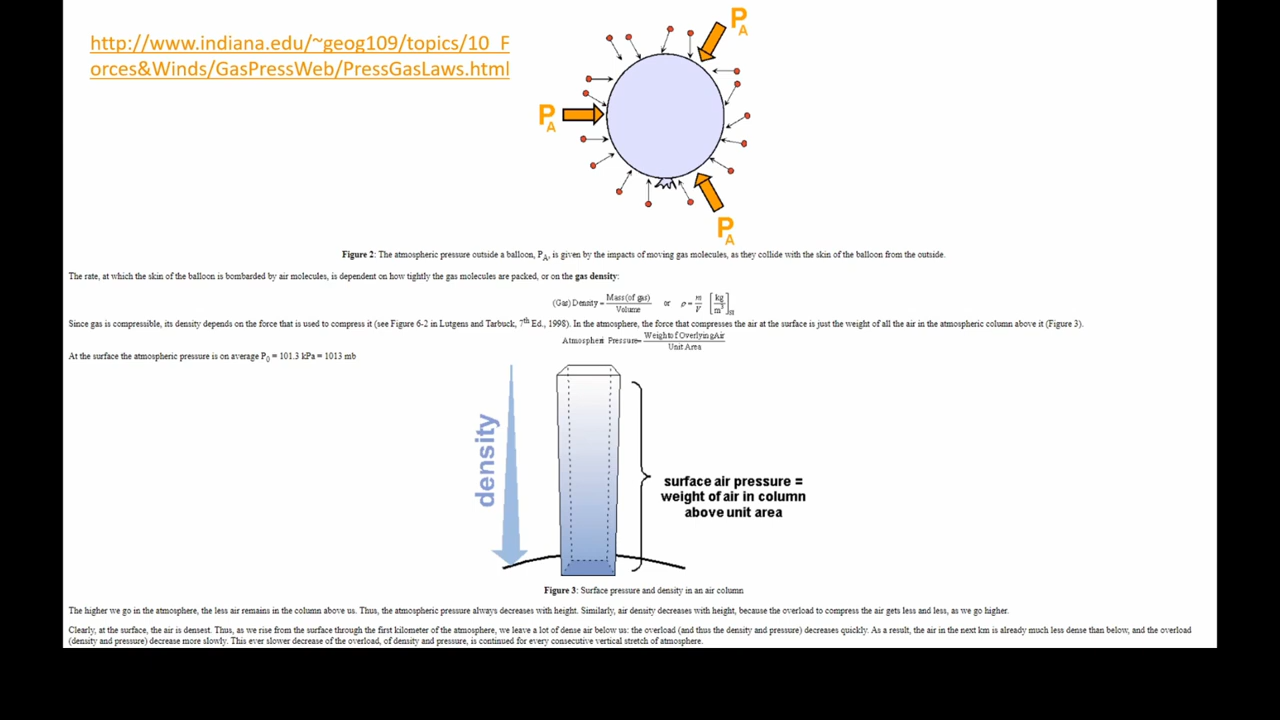 http://www.indiana.edu/~geog109/topics/10_F
orces&Winds/GasPressWeb/PressGasLaws.html
PA
PA
PA
Figure 2: The atmospheric pressure outside a balloon, PA, is given by the impacts of moving gas molecules, as they collide with the skin of the balloon from the outside.
The rate, at which the skin of the balloon is bombarded by air molecules, is dependent on how tightly the gas molecules are packed, or on the gas density:
(Gas) Density = Mass(of gas) / Volume or ρ = m / V [kg / m³]SI
Since gas is compressible, its density depends on the force that is used to compress it (see Figure 6-2 in Lutgens and Tarbuck, 7th Ed., 1998). In the atmosphere, the force that compresses the air at the surface is just the weight of all the air in the atmospheric column above it (Figure 3).
Pressure = Weight of Overlying Air / Unit Area
At the surface the atmospheric pressure is on average P0 = 101.3 kPa = 1013 mb
density
surface air pressure =
weight of air in column
above unit area
Figure 3: Surface pressure and density in an air column
The higher we go in the atmosphere, the less air remains in the column above us. Thus, the atmospheric pressure always decreases with height. Similarly, air density decreases with height, because the overload to compress the air gets less and less, as we go higher.
Clearly, at the surface, the air is densest. Thus, as we rise from the surface through the first kilometer of the atmosphere, we leave a lot of dense air below us: the overload (and thus the density and pressure) decreases quickly. As a result, the air in the next km is already much less dense than below, and the overload
(density and pressure) decrease more slowly. This ever slower decrease of the overload, of density and pressure, is continued for every consecutive vertical stretch of atmosphere.